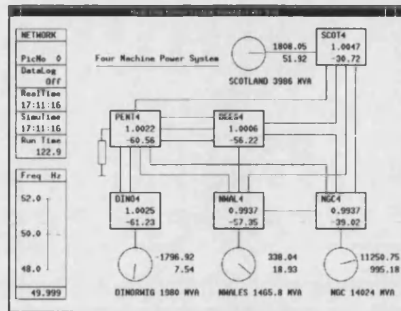 NETWORK
PicNo 0
DataLog
Off
RealTime
17:11:16
SimuTime
17:11:16
Run Time
122.9
Freq Hz
52.0
50.0
48.0
49.999
Four Machine Power System
1808.05
51.92
SCOTLAND 3986 MVA
SCOT4
1.0047
-30.72
PENT4
1.0022
-60.56
DEES4
1.0006
-56.22
DINO4
1.0025
-61.23
NWAL4
0.9937
-57.35
NGC4
0.9937
-39.02
-1796.92
7.54
DINORWIG 1980 MVA
338.04
18.93
NWALES 1465.8 MVA
11250.75
995.18
NGC 14024 MVA